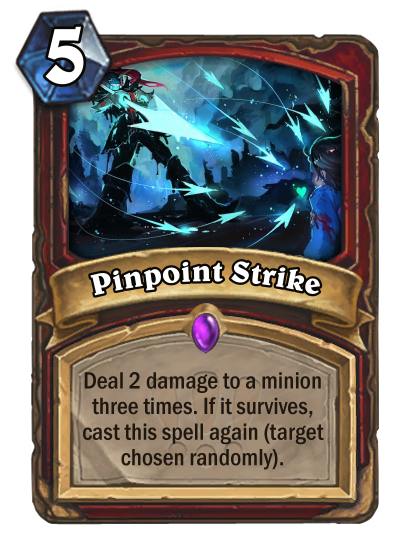 5
Pinpoint Strike
Deal 2 damage to a minion
three times. If it survives,
cast this spell again (target
chosen randomly).